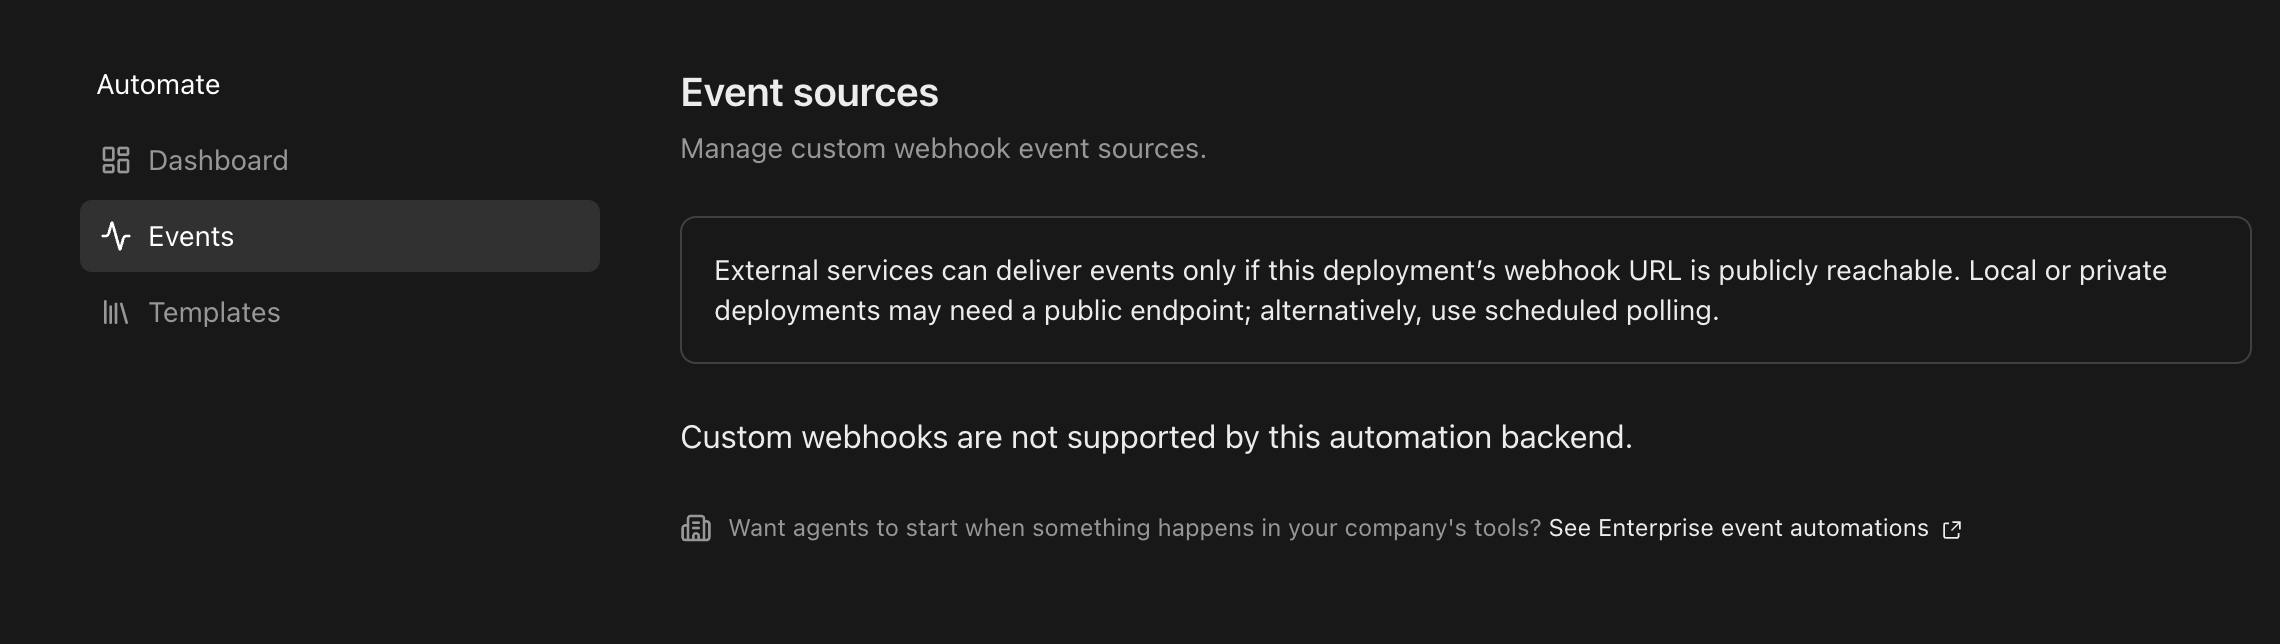 Automate
Dashboard
Events
Templates
Event sources
Manage custom webhook event sources.
External services can deliver events only if this deployment’s webhook URL is publicly reachable. Local or private
deployments may need a public endpoint; alternatively, use scheduled polling.
Custom webhooks are not supported by this automation backend.
Want agents to start when something happens in your company's tools? See Enterprise event automations